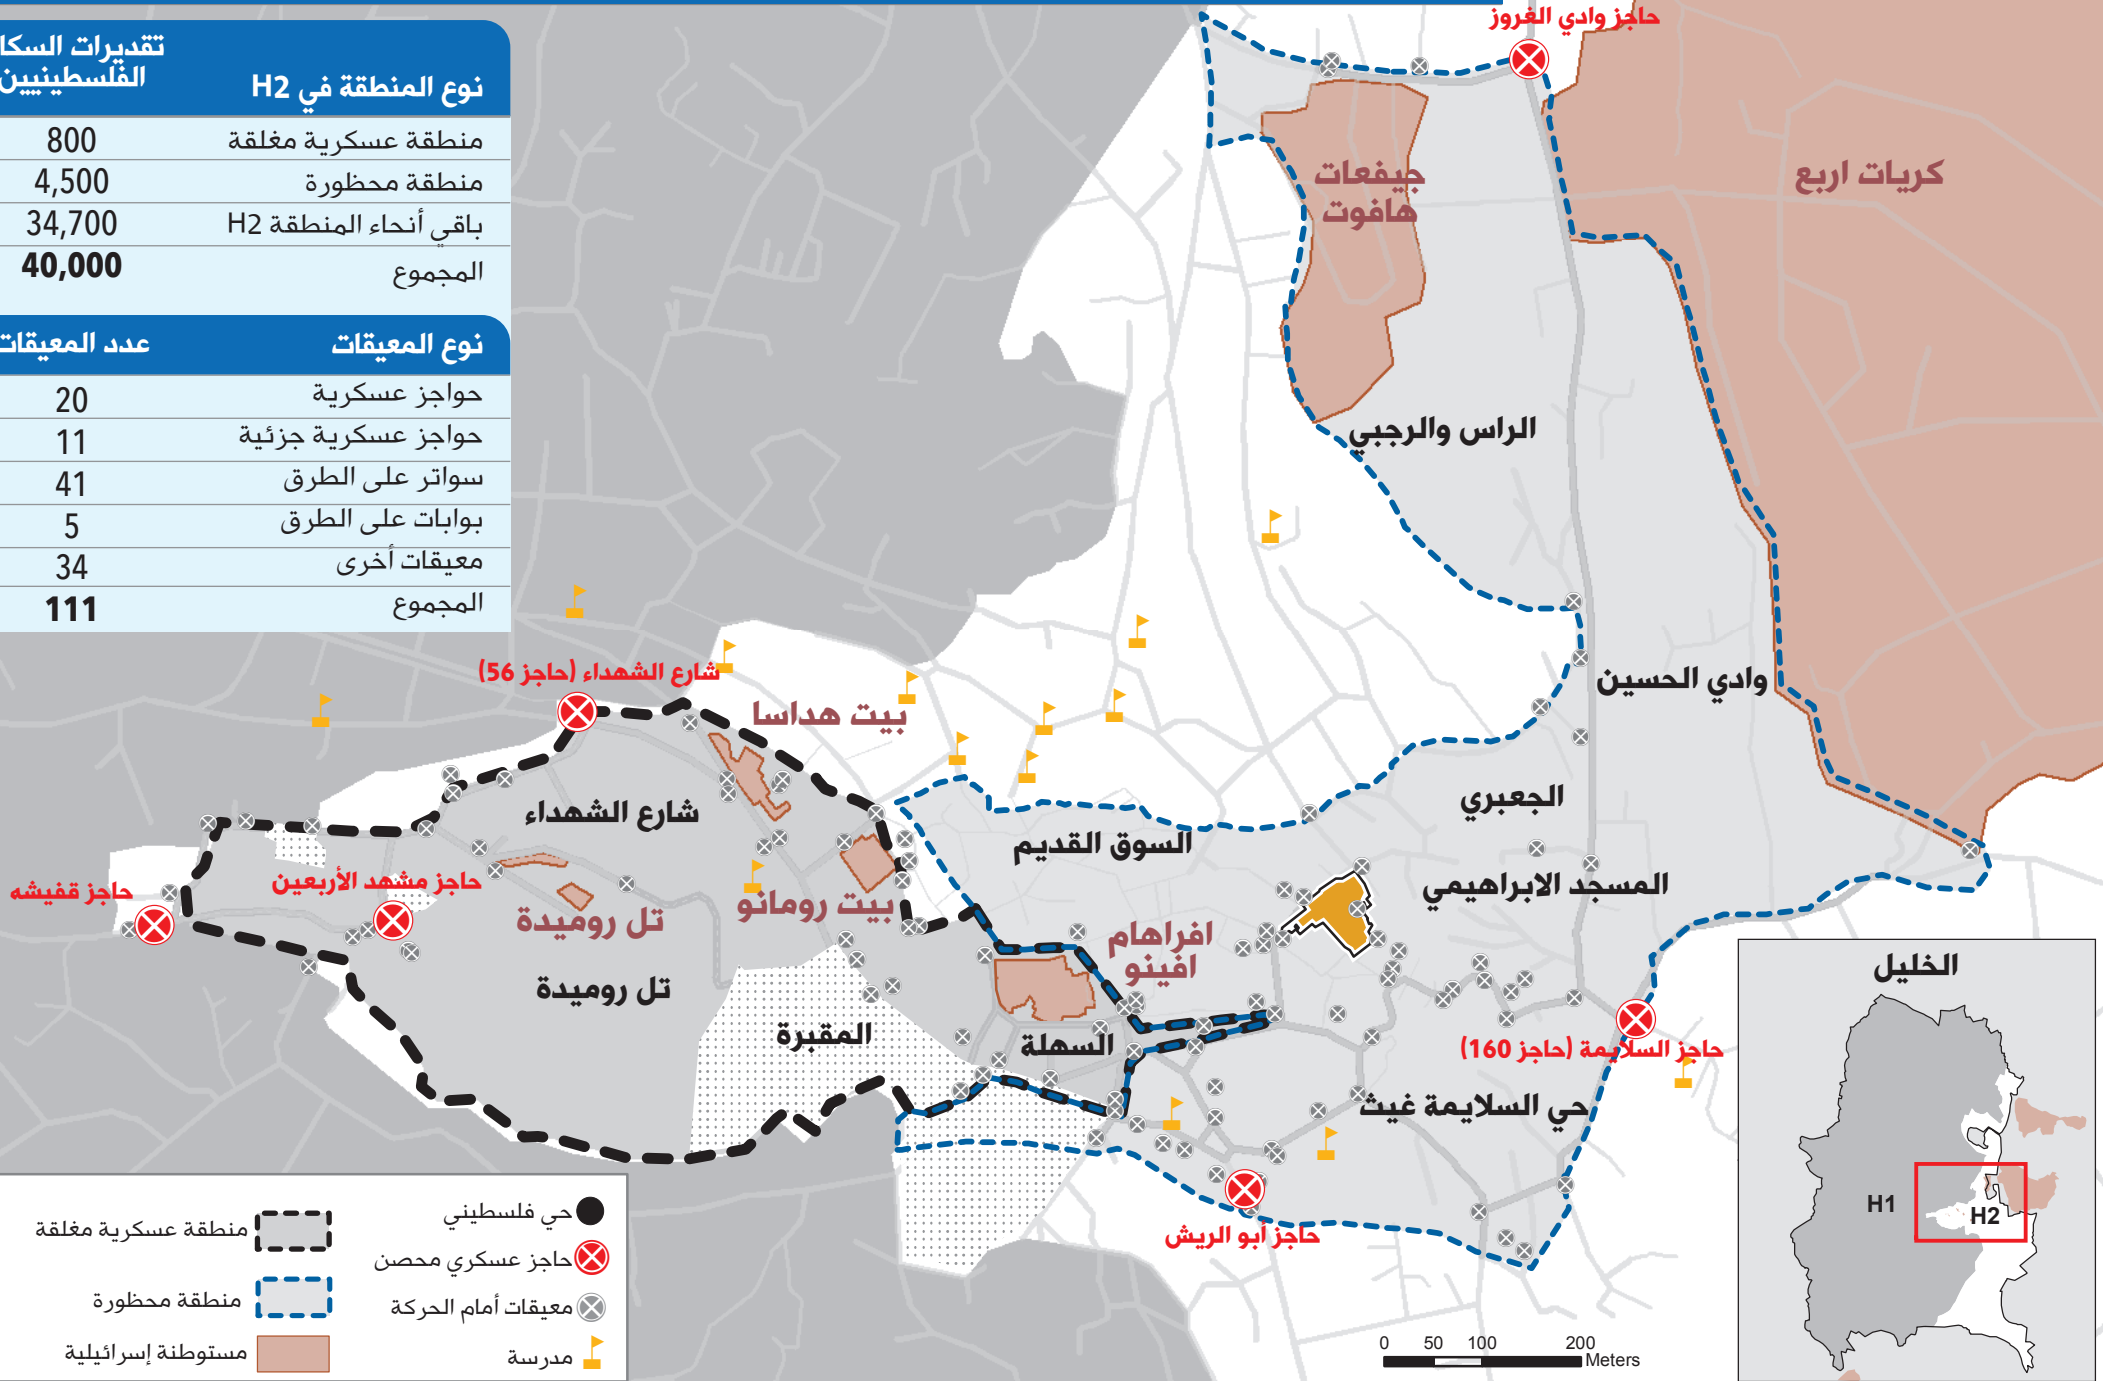 نوع المنطقة في H2
تقديرات السكا
الفلسطينيين
منطقة عسكرية مغلقة 800
منطقة محظورة 4,500
باقي أنحاء المنطقة H2 34,700
المجموع 40,000
نوع المعيقات عدد المعيقات
حواجز عسكرية 20
حواجز عسكرية جزئية 11
سواتر على الطرق 41
بوابات على الطرق 5
معيقات أخرى 34
المجموع 111
حاجز وادي الغروز
كريات اربع
جيفعات
هافوت
الراس والرجبي
وادي الحسين
شارع الشهداء (حاجز 56)
بيت هداسا
الجعبري
شارع الشهداء
السوق القديم
المسجد الابراهيمي
حاجز مشهد الأربعين
حاجز قفيشه
بيت رومانو
تل روميدة
افراهام
افينو
تل روميدة
المقبرة
السهلة
حاجز السلايمة (حاجز 160)
حي السلايمة غيث
حاجز أبو الريش
الخليل
H1
H2
حي فلسطيني
حاجز عسكري محصن
معيقات أمام الحركة
مدرسة
منطقة عسكرية مغلقة
منطقة محظورة
مستوطنة إسرائيلية
0 50 100 200
Meters